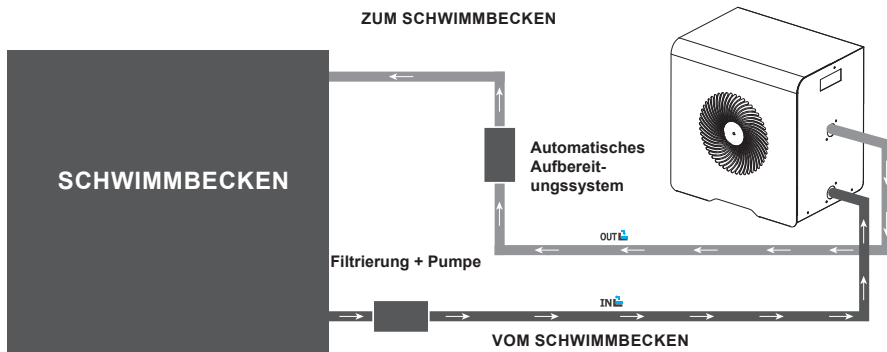 ZUM SCHWIMMBECKEN
SCHWIMMBECKEN
Automatisches
Aufbereit-
ungssystem
OUT
Filtrierung + Pumpe
IN
VOM SCHWIMMBECKEN